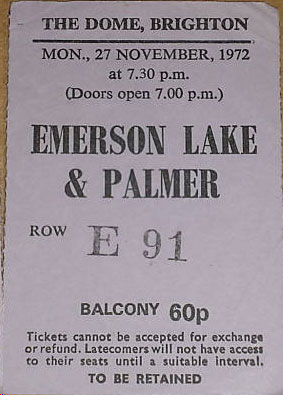 THE DOME, BRIGHTON
MON., 27 NOVEMBER, 1972
at 7.30 p.m.
(Doors open 7.00 p.m.)
EMERSON LAKE
& PALMER
ROW E 91
BALCONY 60p
Tickets cannot be accepted for exchange
or refund. Latecomers will not have access
to their seats until a suitable interval.
TO BE RETAINED